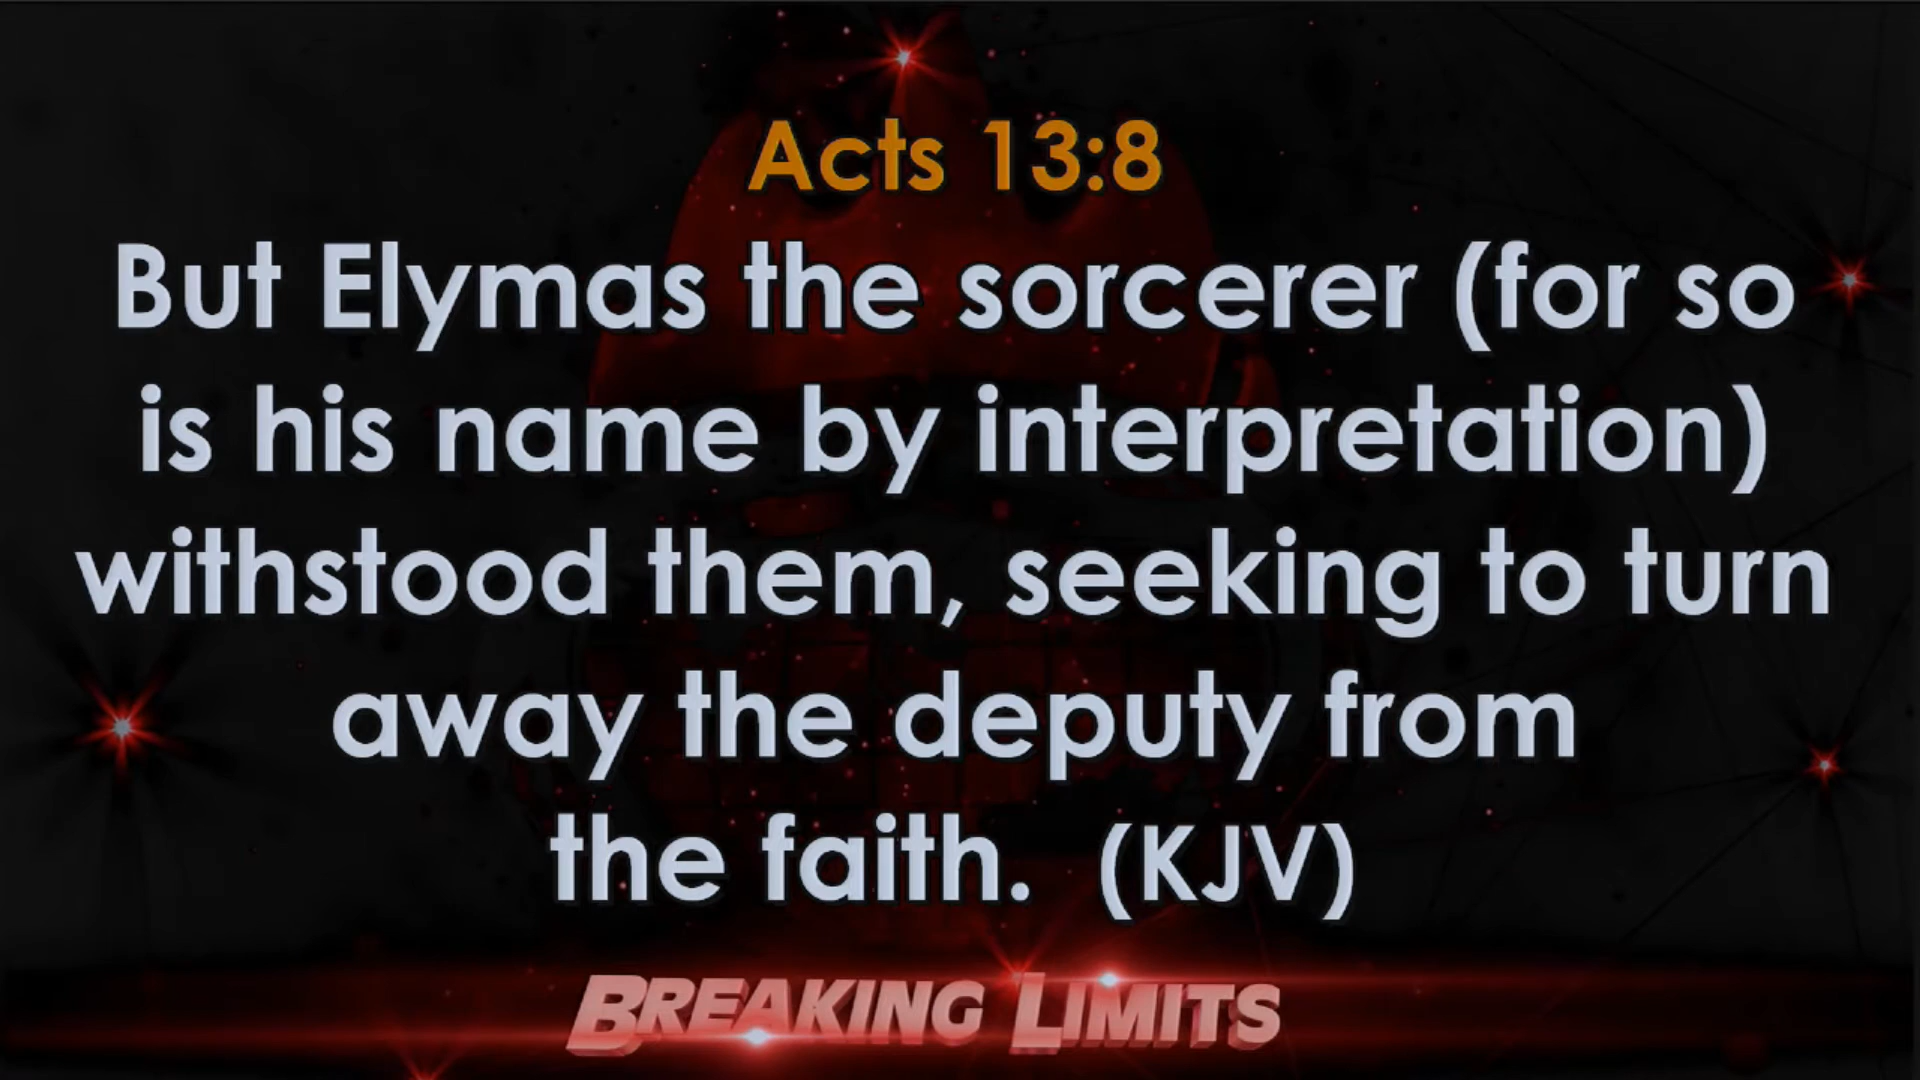 Acts 13:8
But Elymas the sorcerer (for so
is his name by interpretation)
withstood them, seeking to turn
away the deputy from
the faith.  (KJV)
BREAKING LIMITS